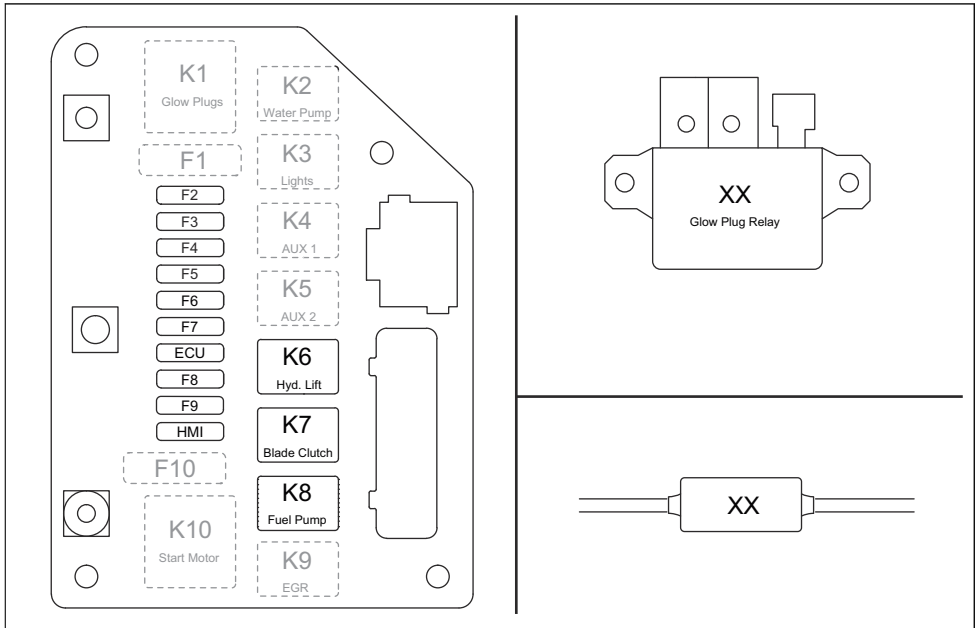 K1
Glow Plugs
K2
Water Pump
F1
K3
Lights
F2
F3
F4
F5
F6
F7
ECU
F8
F9
HMI
K4
AUX 1
K5
AUX 2
K6
Hyd. Lift
K7
Blade Clutch
F10
K8
Fuel Pump
K10
Start Motor
K9
EGR
XX
Glow Plug Relay
XX